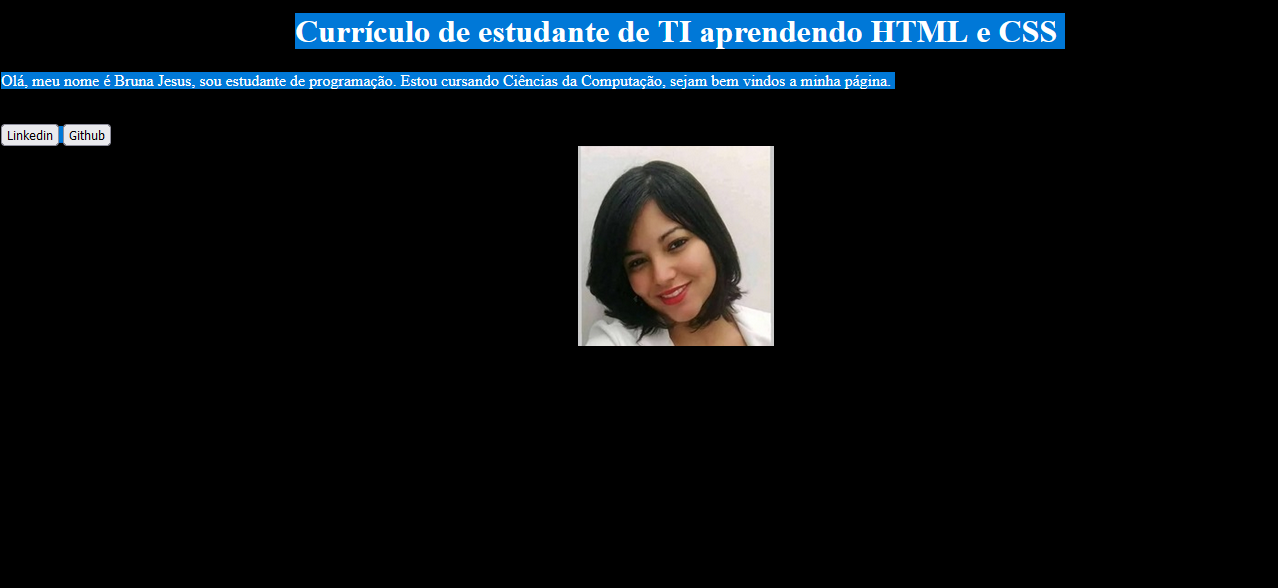 Currículo de estudante de TI aprendendo HTML e CSS
Olá, meu nome é Bruna Jesus, sou estudante de programação. Estou cursando Ciências da Computação, sejam bem vindos a minha página.
Linkedin Github